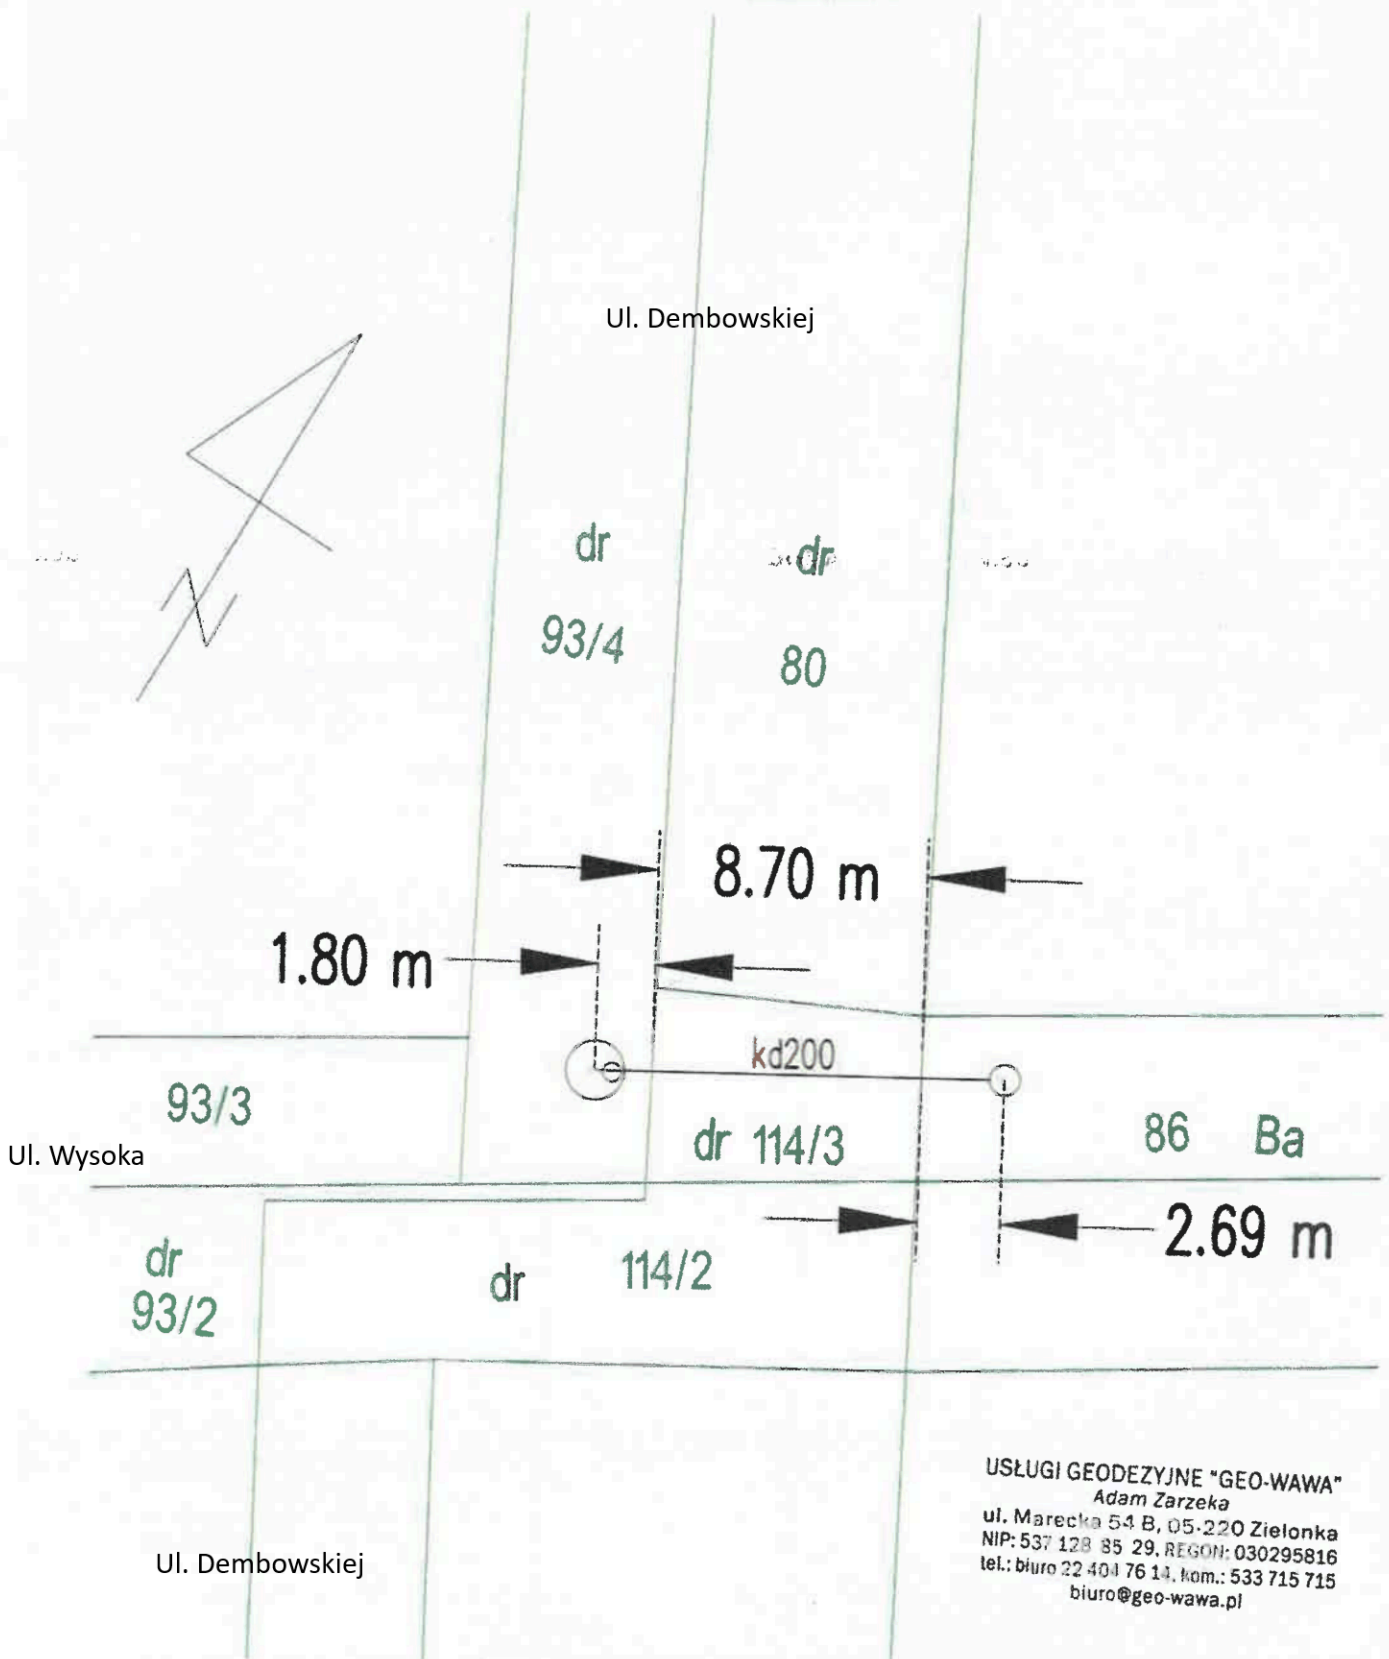 Ul. Dembowskiej
dr
dr
93/4
80
8.70 m
1.80 m
kd200
93/3
dr 114/3
86 Ba
Ul. Wysoka
2.69 m
dr
93/2
dr
114/2
Ul. Dembowskiej
USŁUGI GEODEZYJNE "GEO-WAWA"
Adam Zarzeka
ul. Marecka 54 B, 05-220 Zielonka
NIP: 537 128 85 29, REGON: 030295816
tel.: biuro 22 404 76 14, kom.: 533 715 715
biuro@geo-wawa.pl